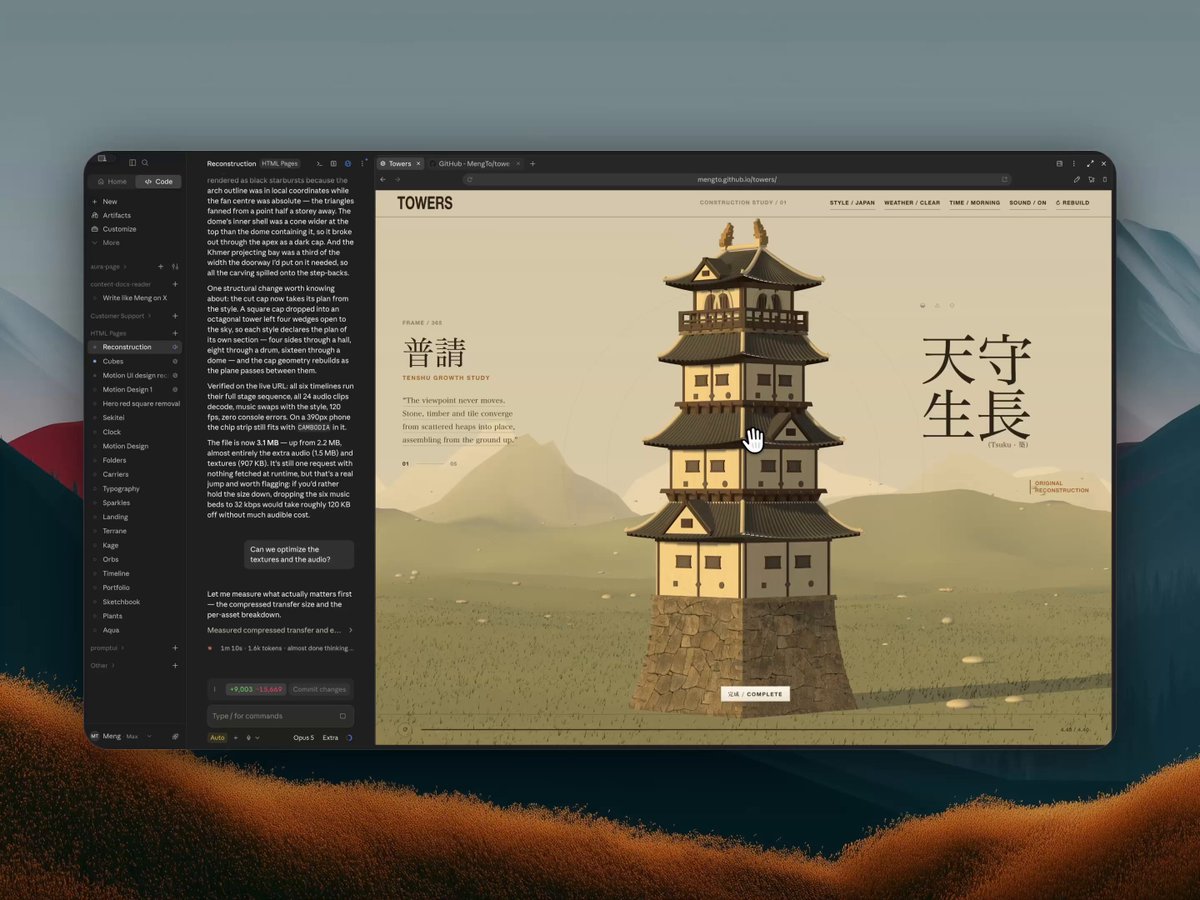 Home
Code
New
Artifacts
Customize
More
aura-page
content-docs-reader
Write like Meng on X
Customer Support
HTML Pages
Reconstruction
Cubes
Motion UI design rec
Motion Design 1
Hero red square removal
Sekitei
Clock
Motion Design
Folders
Carriers
Typography
Sparkles
Landing
Terrane
Kage
Orbs
Timeline
Portfolio
Sketchbook
Plants
Aqua
promptui
Other
MT Meng Max
Reconstruction HTML Pages
rendered as black starbursts because the
arch outline was in local coordinates while
the fan centre was absolute — the triangles
fanned from a point half a storey away. The
dome's inner shell was a cone wider at the
top than the dome containing it, so it broke
out through the apex as a dark cap. And the
Khmer projecting bay was a third of the
width the doorway I'd put on it needed, so
all the carving spilled onto the step-backs.
One structural change worth knowing
about: the cut cap now takes its plan from
the style. A square cap dropped into an
octagonal tower left four wedges open to
the sky, so each style declares the plan of
its own section — four sides through a hall,
eight through a drum, sixteen through a
dome — and the cap geometry rebuilds as
the plane passes between them.
Verified on the live URL: all six timelines run
their full stage sequence, all 24 audio clips
decode, music swaps with the style, 120
fps, zero console errors. On a 390px phone
the chip strip still fits with CAMBODIA in it.
The file is now 3.1 MB — up from 2.2 MB,
almost entirely the extra audio (1.5 MB) and
textures (907 KB). It's still one request with
nothing fetched at runtime, but that's a real
jump and worth flagging: if you'd rather
hold the size down, dropping the six music
beds to 32 kbps would take roughly 120 KB
off without much audible cost.
Can we optimize the
textures and the audio?
Let me measure what actually matters first
— the compressed transfer size and the
per-asset breakdown.
Measured compressed transfer and e...
1m 10s · 1.6k tokens · almost done thinking...
+9,003 -15,669 Commit changes
Type / for commands
Auto
Opus 5 Extra
Towers
GitHub - MengTo/towe
mengto.github.io/towers/
TOWERS
CONSTRUCTION STUDY / 01
STYLE / JAPAN
WEATHER / CLEAR
TIME / MORNING
SOUND / ON
REBUILD
FRAME / 365
普請
TENSHU GROWTH STUDY
"The viewpoint never moves.
Stone, timber and tile converge
from scattered heaps into place,
assembling from the ground up."
01
05
天守
生長
(Tsuku · 築)
ORIGINAL
RECONSTRUCTION
完成 / COMPLETE